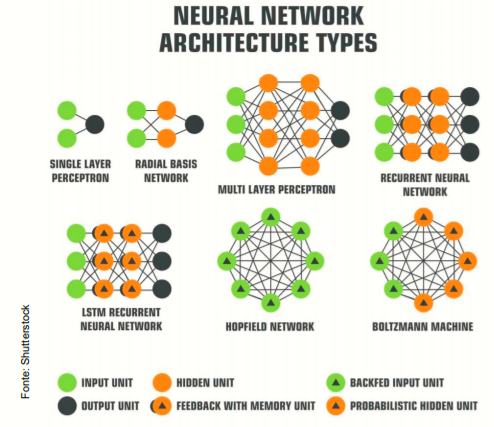 NEURAL NETWORK
ARCHITECTURE TYPES
SINGLE LAYER
PERCEPTRON
RADIAL BASIS
NETWORK
MULTI LAYER PERCEPTRON
RECURRENT NEURAL
NETWORK
LSTM RECURRENT
NEURAL NETWORK
HOPFIELD NETWORK
BOLTZMANN MACHINE
Fonte: Shutterstock
INPUT UNIT
HIDDEN UNIT
BACKFED INPUT UNIT
OUTPUT UNIT
FEEDBACK WITH MEMORY UNIT
PROBABILISTIC HIDDEN UNIT